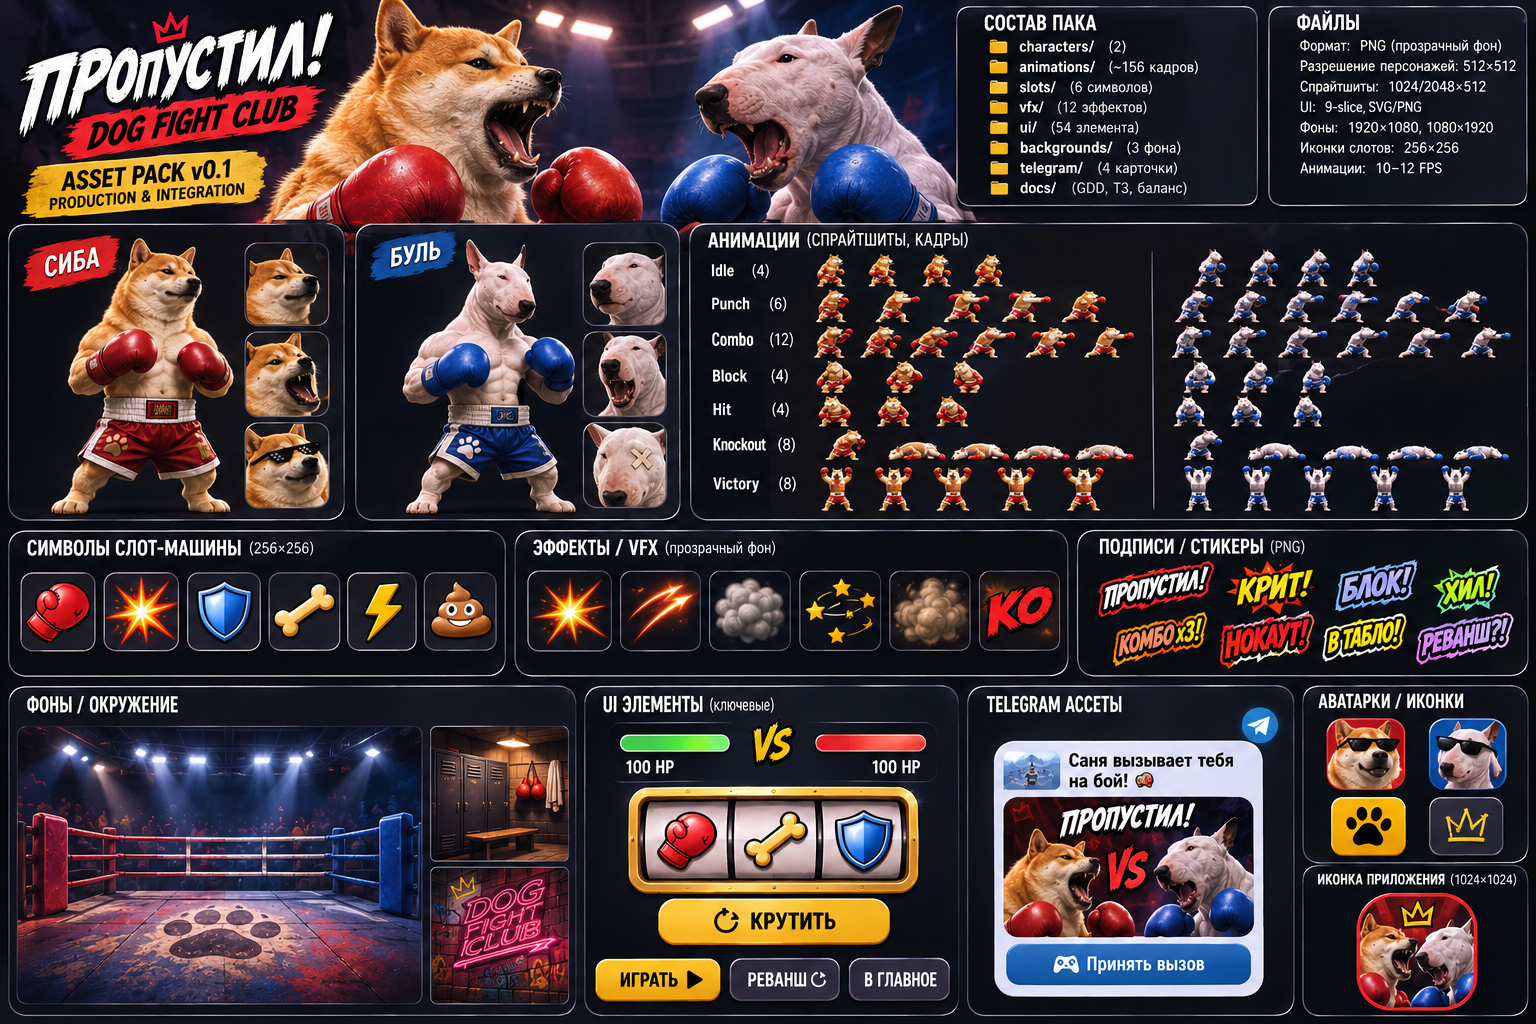 ПРОПУСТИЛ!
DOG FIGHT CLUB
ASSET PACK v0.1
PRODUCTION & INTEGRATION
СОСТАВ ПАКА
characters/ (2)
animations/ (~156 кадров)
slots/ (6 символов)
vfx/ (12 эффектов)
ui/ (54 элемента)
backgrounds/ (3 фона)
telegram/ (4 карточки)
docs/ (GDD, ТЗ, баланс)
ФАЙЛЫ
Формат: PNG (прозрачный фон)
Разрешение персонажей: 512×512
Спрайтшиты: 1024/2048×512
UI: 9-slice, SVG/PNG
Фоны: 1920×1080, 1080×1920
Иконки слотов: 256×256
Анимации: 10–12 FPS
СИБА
БУЛЬ
АНИМАЦИИ (СПРАЙТШИТЫ, КАДРЫ)
Idle (4)
Punch (6)
Combo (12)
Block (4)
Hit (4)
Knockout (8)
Victory (8)
СИМВОЛЫ СЛОТ-МАШИНЫ (256×256)
ЭФФЕКТЫ / VFX (прозрачный фон)
KO
ПОДПИСИ / СТИКЕРЫ (PNG)
ПРОПУСТИЛ!
КРИТ!
БЛОК!
ХИЛ!
КОМБО x3!
НОКАУТ!
В ТАБЛО!
РЕВАНШ?!
ФОНЫ / ОКРУЖЕНИЕ
DOG
FIGHT
CLUB
UI ЭЛЕМЕНТЫ (ключевые)
VS
100 HP
100 HP
КРУТИТЬ
ИГРАТЬ
РЕВАНШ
В ГЛАВНОЕ
TELEGRAM АССЕТЫ
Саня вызывает тебя
на бой!
ПРОПУСТИЛ!
VS
Принять вызов
АВАТАРКИ / ИКОНКИ
ИКОНКА ПРИЛОЖЕНИЯ (1024×1024)